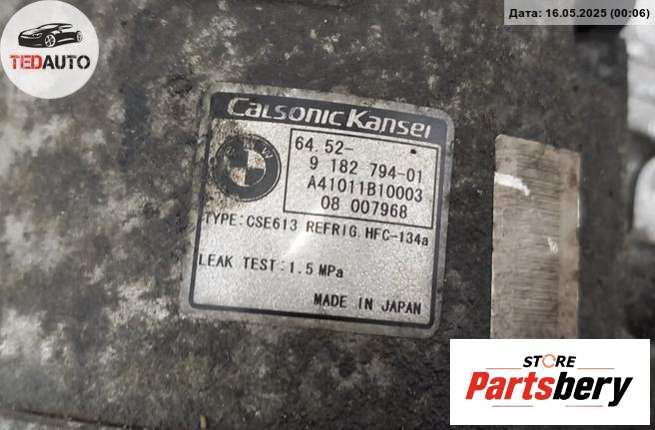 Дата: 16.05.2025 (00:06)
TEDAUTO
CalsonicKansei
64.52-
9 182 794-01
A41011B10003
08 007968
TYPE:CSE613 REFRIG.HFC-134a
LEAK TEST:1.5 MPa
MADE IN JAPAN
STORE
Partsbery